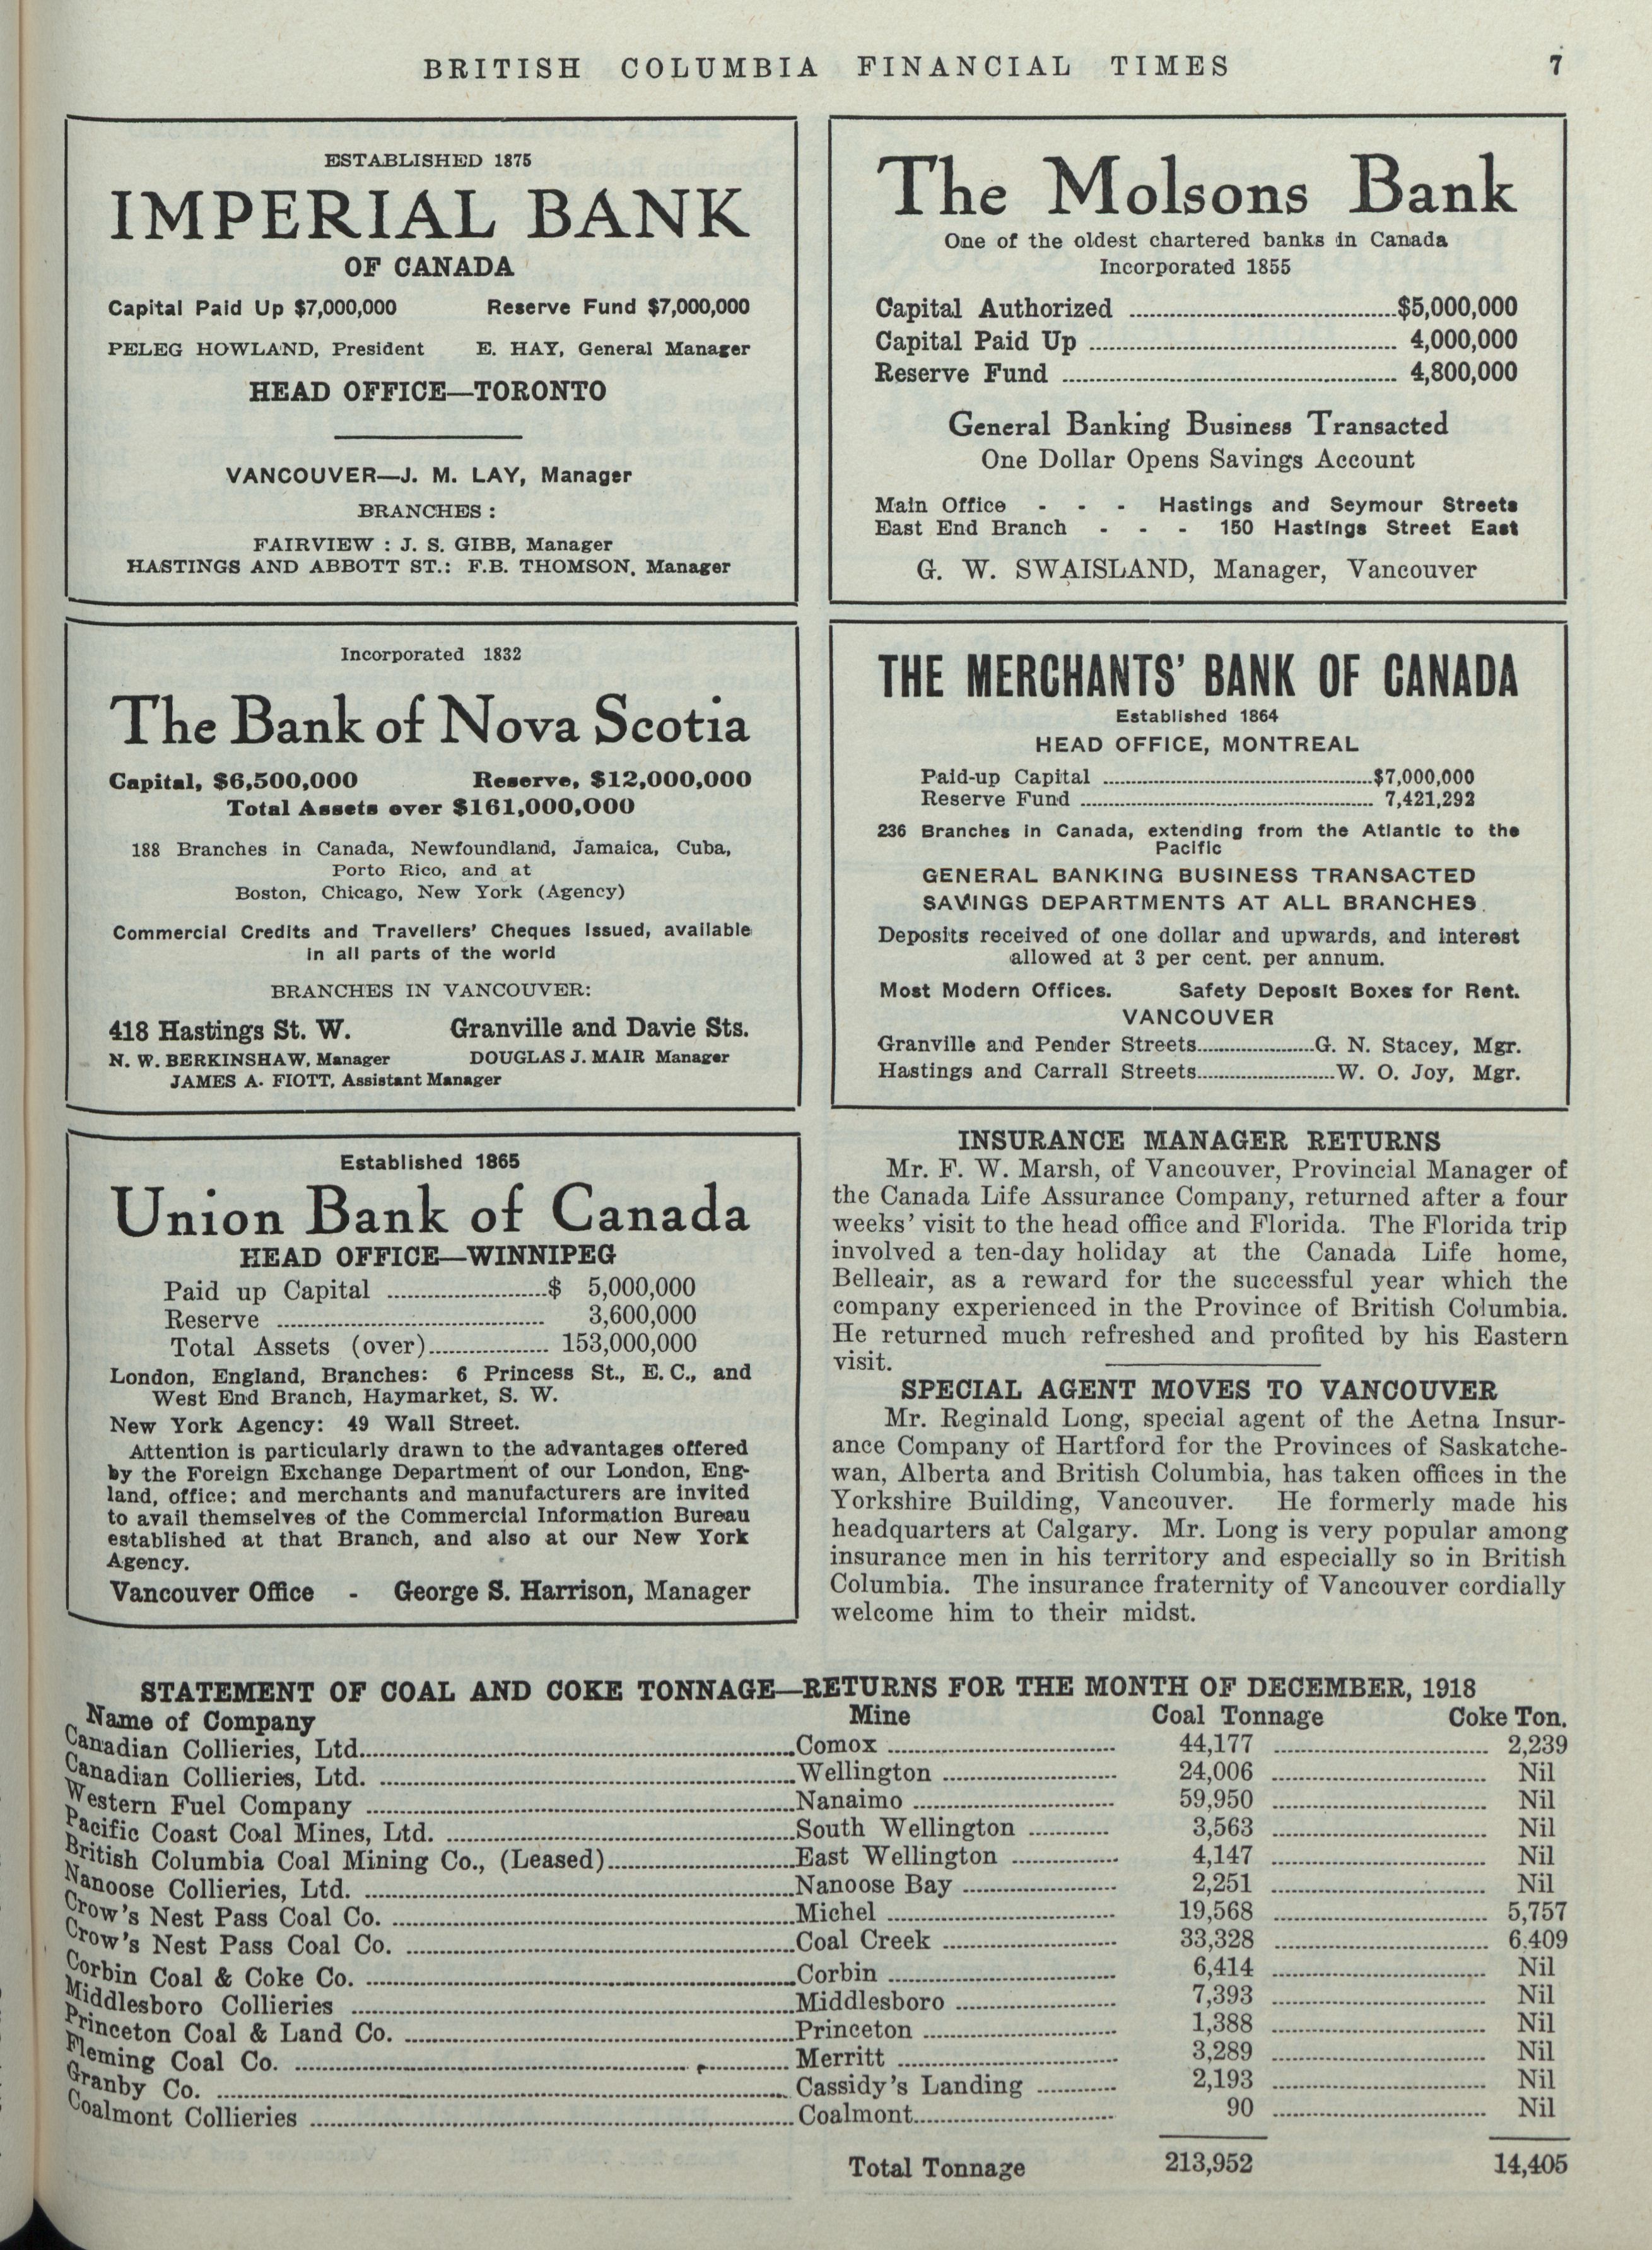 BRITISH COLUMBIA FINANCIAL TIMES 7
ESTABLISHED 1875
IMPERIAL BANK
OF CANADA
Capital Paid Up $7,000,000 Reserve Fund $7,000,000
PELEG HOWLAND, President E. HAY, General Manager
HEAD OFFICE—TORONTO
VANCOUVER—J. M. LAY, Manager
BRANCHES :
FAIRVIEW : J. S. GIBB, Manager
HASTINGS AND ABBOTT ST.: F.B. THOMSON, Manager
The Molsons Bank
One of the oldest chartered banks in Canada
Incorporated 1855
Capital Authorized ........ $5,000,000
Capital Paid Up ........ 4,000,000
Reserve Fund ........ 4,800,000
General Banking Business Transacted
One Dollar Opens Savings Account
Main Office - - - Hastings and Seymour Streets
East End Branch - - - 150 Hastings Street East
G. W. SWAISLAND, Manager, Vancouver
Incorporated 1832
The Bank of Nova Scotia
Capital, $6,500,000 Reserve, $12,000,000
Total Assets over $161,000,000
188 Branches in Canada, Newfoundland, Jamaica, Cuba,
Porto Rico, and at
Boston, Chicago, New York (Agency)
Commercial Credits and Travellers' Cheques Issued, available
in all parts of the world
BRANCHES IN VANCOUVER:
418 Hastings St. W. Granville and Davie Sts.
N. W. BERKINSHAW, Manager DOUGLAS J. MAIR Manager
JAMES A. FIOTT, Assistant Manager
THE MERCHANTS' BANK OF CANADA
Established 1864
HEAD OFFICE, MONTREAL
Paid-up Capital ........ $7,000,000
Reserve Fund ........ 7,421,292
236 Branches in Canada, extending from the Atlantic to the
Pacific
GENERAL BANKING BUSINESS TRANSACTED
SAVINGS DEPARTMENTS AT ALL BRANCHES.
Deposits received of one dollar and upwards, and interest
allowed at 3 per cent. per annum.
Most Modern Offices. Safety Deposit Boxes for Rent.
VANCOUVER
Granville and Pender Streets........G. N. Stacey, Mgr.
Hastings and Carrall Streets........W. O. Joy, Mgr.
Established 1865
Union Bank of Canada
HEAD OFFICE—WINNIPEG
Paid up Capital ........$ 5,000,000
Reserve ........ 3,600,000
Total Assets (over)........ 153,000,000
London, England, Branches: 6 Princess St., E. C., and
West End Branch, Haymarket, S. W.
New York Agency: 49 Wall Street.
Attention is particularly drawn to the advantages offered
by the Foreign Exchange Department of our London, Eng-
land, office; and merchants and manufacturers are invited
to avail themselves of the Commercial Information Bureau
established at that Branch, and also at our New York
Agency.
Vancouver Office - George S. Harrison, Manager
INSURANCE MANAGER RETURNS
Mr. F. W. Marsh, of Vancouver, Provincial Manager of
the Canada Life Assurance Company, returned after a four
weeks' visit to the head office and Florida. The Florida trip
involved a ten-day holiday at the Canada Life home,
Belleair, as a reward for the successful year which the
company experienced in the Province of British Columbia.
He returned much refreshed and profited by his Eastern
visit.
SPECIAL AGENT MOVES TO VANCOUVER
Mr. Reginald Long, special agent of the Aetna Insur-
ance Company of Hartford for the Provinces of Saskatche-
wan, Alberta and British Columbia, has taken offices in the
Yorkshire Building, Vancouver. He formerly made his
headquarters at Calgary. Mr. Long is very popular among
insurance men in his territory and especially so in British
Columbia. The insurance fraternity of Vancouver cordially
welcome him to their midst.
STATEMENT OF COAL AND COKE TONNAGE—RETURNS FOR THE MONTH OF DECEMBER, 1918
Name of Company Mine Coal Tonnage Coke Ton.
Canadian Collieries, Ltd........Comox ........ 44,177 ........ 2,239
Canadian Collieries, Ltd. ........Wellington ........ 24,006 ........ Nil
Western Fuel Company ........Nanaimo ........ 59,950 ........ Nil
Pacific Coast Coal Mines, Ltd. ........South Wellington ........ 3,563 ........ Nil
British Columbia Coal Mining Co., (Leased)........East Wellington ........ 4,147 ........ Nil
Nanoose Collieries, Ltd. ........Nanoose Bay ........ 2,251 ........ Nil
Crow's Nest Pass Coal Co. ........Michel ........ 19,568 ........ 5,757
Crow's Nest Pass Coal Co. ........Coal Creek ........ 33,328 ........ 6.409
Corbin Coal & Coke Co. ........Corbin ........ 6,414 ........ Nil
Middlesboro Collieries ........Middlesboro ........ 7,393 ........ Nil
Princeton Coal & Land Co. ........Princeton ........ 1,388 ........ Nil
Fleming Coal Co. ........Merritt ........ 3,289 ........ Nil
Granby Co. ........Cassidy's Landing ........ 2,193 ........ Nil
Coalmont Collieries ........Coalmont........ 90 ........ Nil
Total Tonnage 213,952 14,405